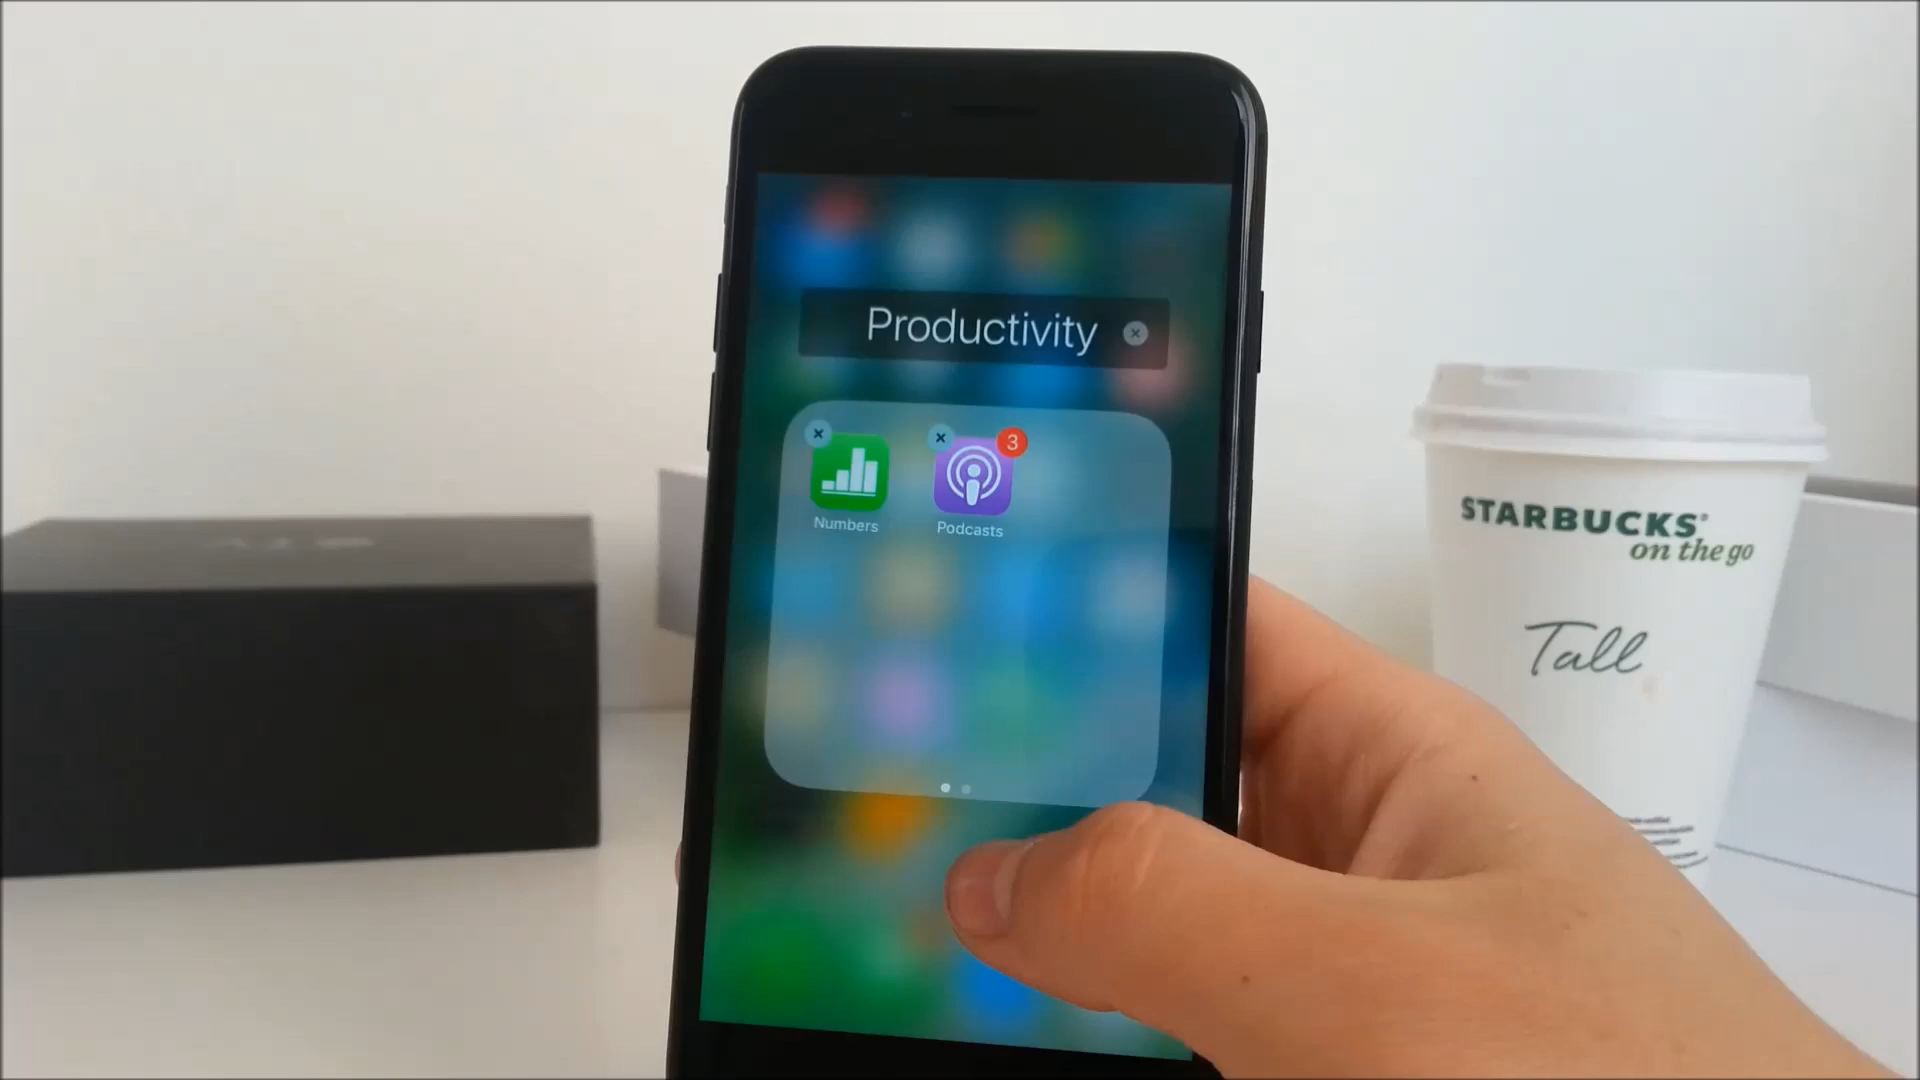 Productivity
3
Numbers
Podcasts
STARBUCKS®
on the go
Tall